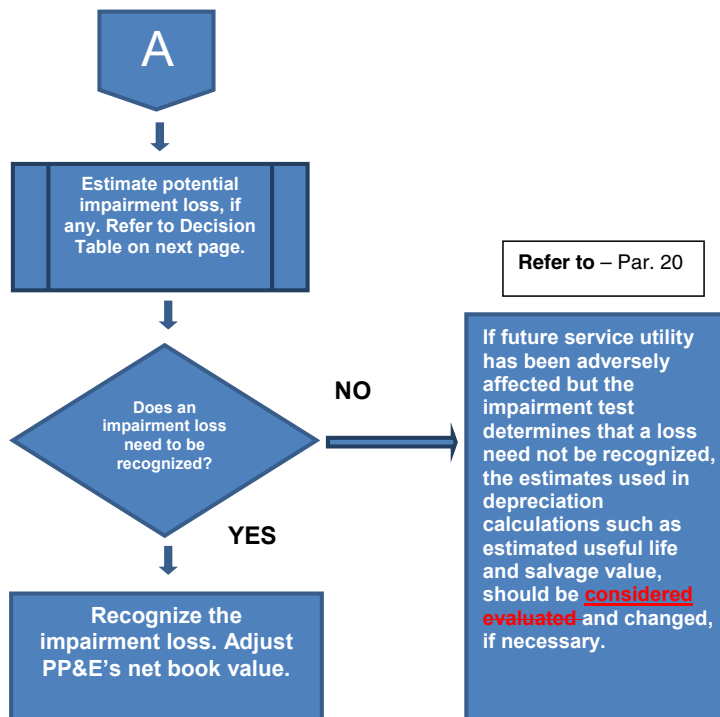 A
Estimate potential
impairment loss, if
any. Refer to Decision
Table on next page.
Refer to – Par. 20
Does an
impairment loss
need to be
recognized?
NO
YES
If future service utility
has been adversely
affected but the
impairment test
determines that a loss
need not be recognized,
the estimates used in
depreciation
calculations such as
estimated useful life
and salvage value,
should be considered
evaluated and changed,
if necessary.
Recognize the
impairment loss. Adjust
PP&E's net book value.